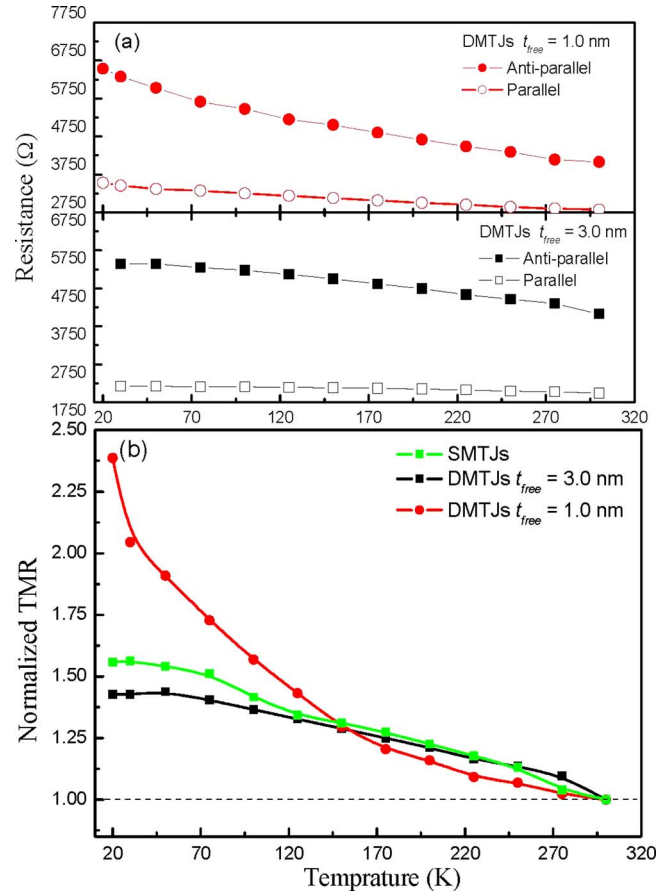 (a)
DMTJs t_free = 1.0 nm
Anti-parallel
Parallel
7750
6750
5750
4750
3750
2750
DMTJs t_free = 3.0 nm
Anti-parallel
Parallel
6750
5750
4750
3750
2750
1750
Resistance (Ω)
20 70 120 170 220 270 320
(b)
SMTJs
DMTJs t_free = 3.0 nm
DMTJs t_free = 1.0 nm
2.50
2.25
2.00
1.75
1.50
1.25
1.00
Normalized TMR
20 70 120 170 220 270 320
Temprature (K)